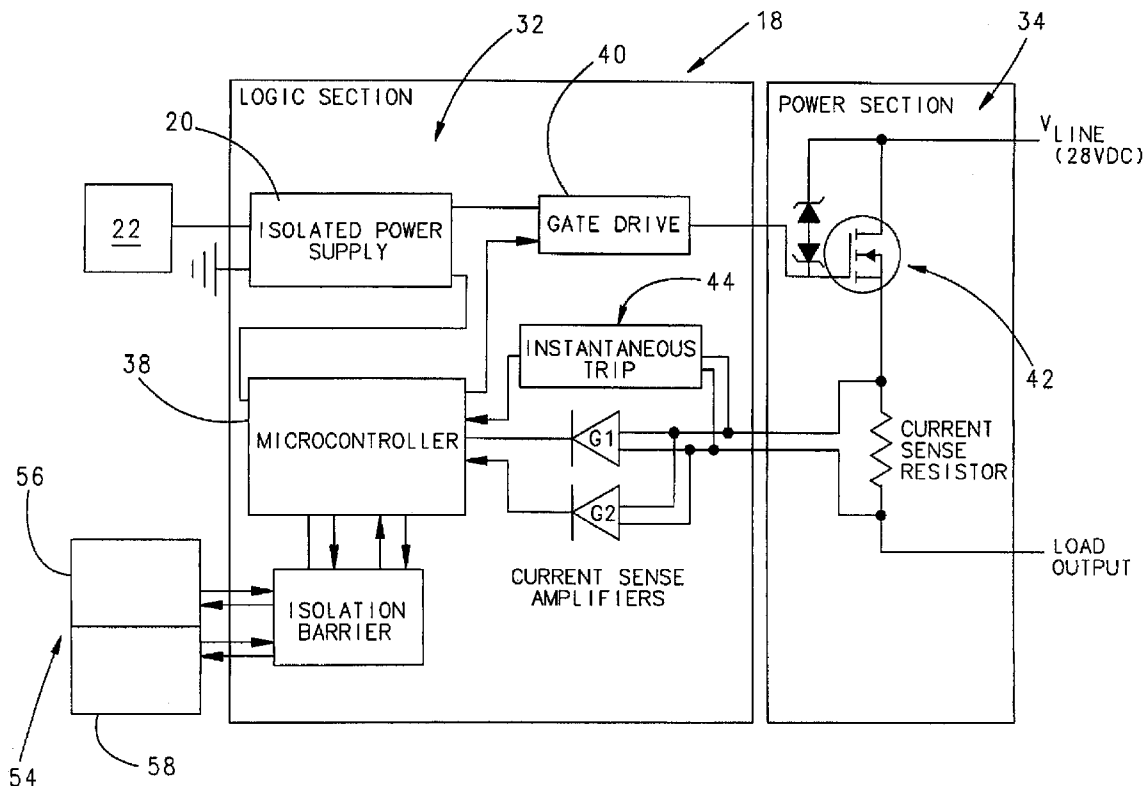 32
18
40
34
LOGIC SECTION
POWER SECTION
20
VLINE
(28VDC)
22
ISOLATED POWER
SUPPLY
GATE DRIVE
44
INSTANTANEOUS
TRIP
42
38
MICROCONTROLLER
G1
CURRENT
SENSE
RESISTOR
G2
56
LOAD
OUTPUT
CURRENT SENSE
AMPLIFIERS
ISOLATION
BARRIER
58
54